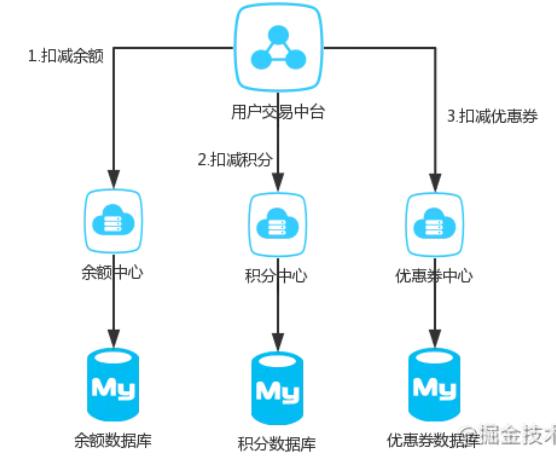 1.扣减余额
用户交易中台
3.扣减优惠券
2.扣减积分
余额中心
积分中心
优惠券中心
My
My
My
余额数据库
积分数据库
优惠券数据库
@掘金技术